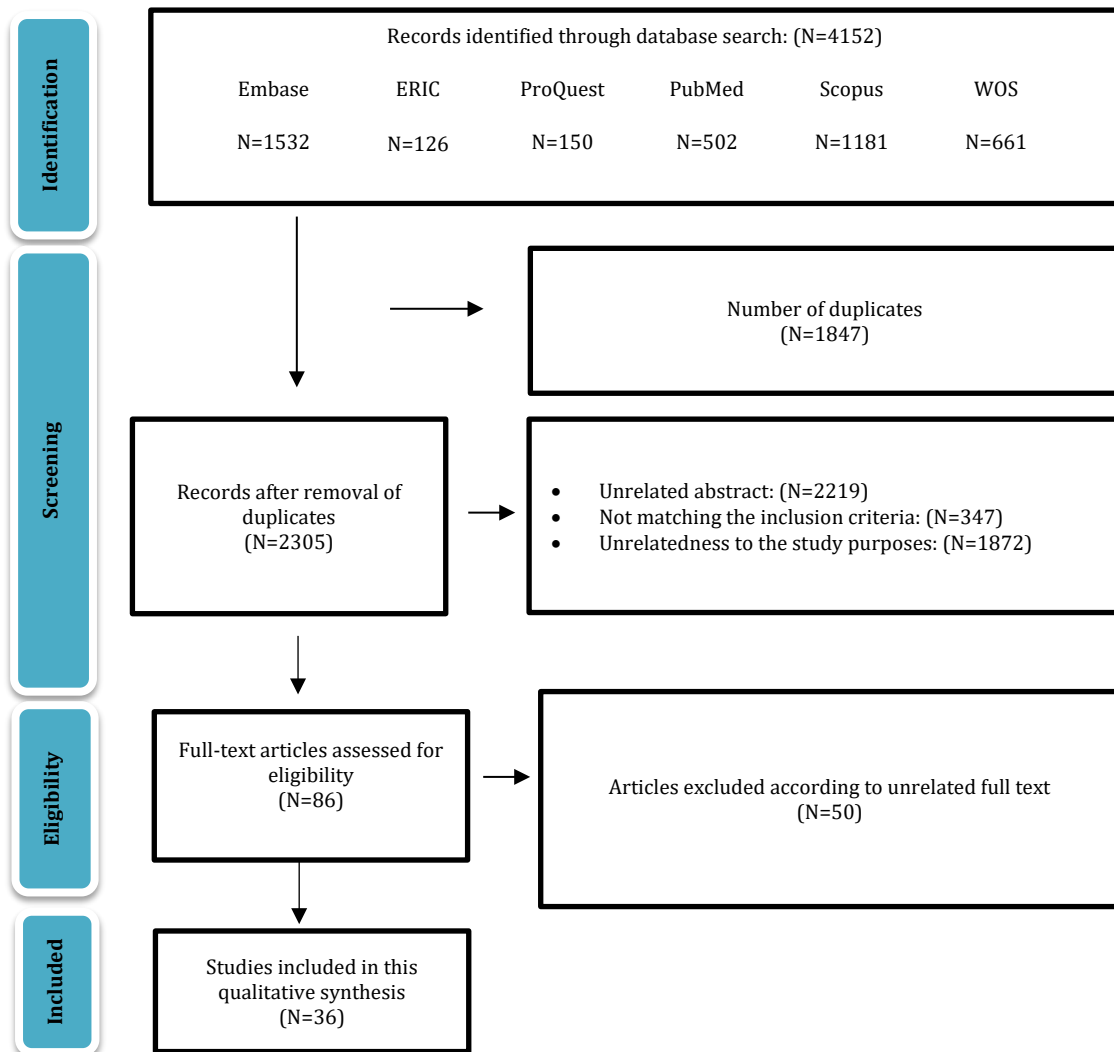 Identification
Records identified through database search: (N=4152)
Embase ERIC ProQuest PubMed Scopus WOS
N=1532 N=126 N=150 N=502 N=1181 N=661
Screening
Number of duplicates
(N=1847)
Records after removal of
duplicates
(N=2305)
• Unrelated abstract: (N=2219)
• Not matching the inclusion criteria: (N=347)
• Unrelatedness to the study purposes: (N=1872)
Eligibility
Full-text articles assessed for
eligibility
(N=86)
Articles excluded according to unrelated full text
(N=50)
Included
Studies included in this
qualitative synthesis
(N=36)